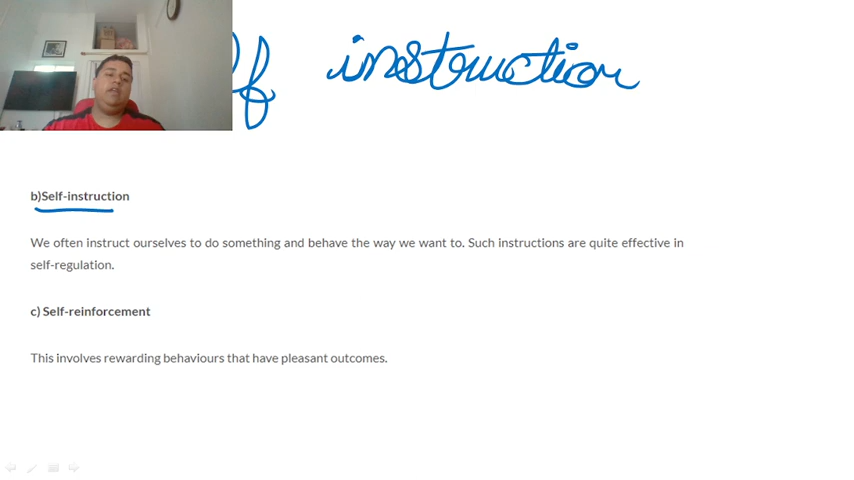 instruction
b)Self-instruction
We often instruct ourselves to do something and behave the way we want to. Such instructions are quite effective in
self-regulation.
c) Self-reinforcement
This involves rewarding behaviours that have pleasant outcomes.